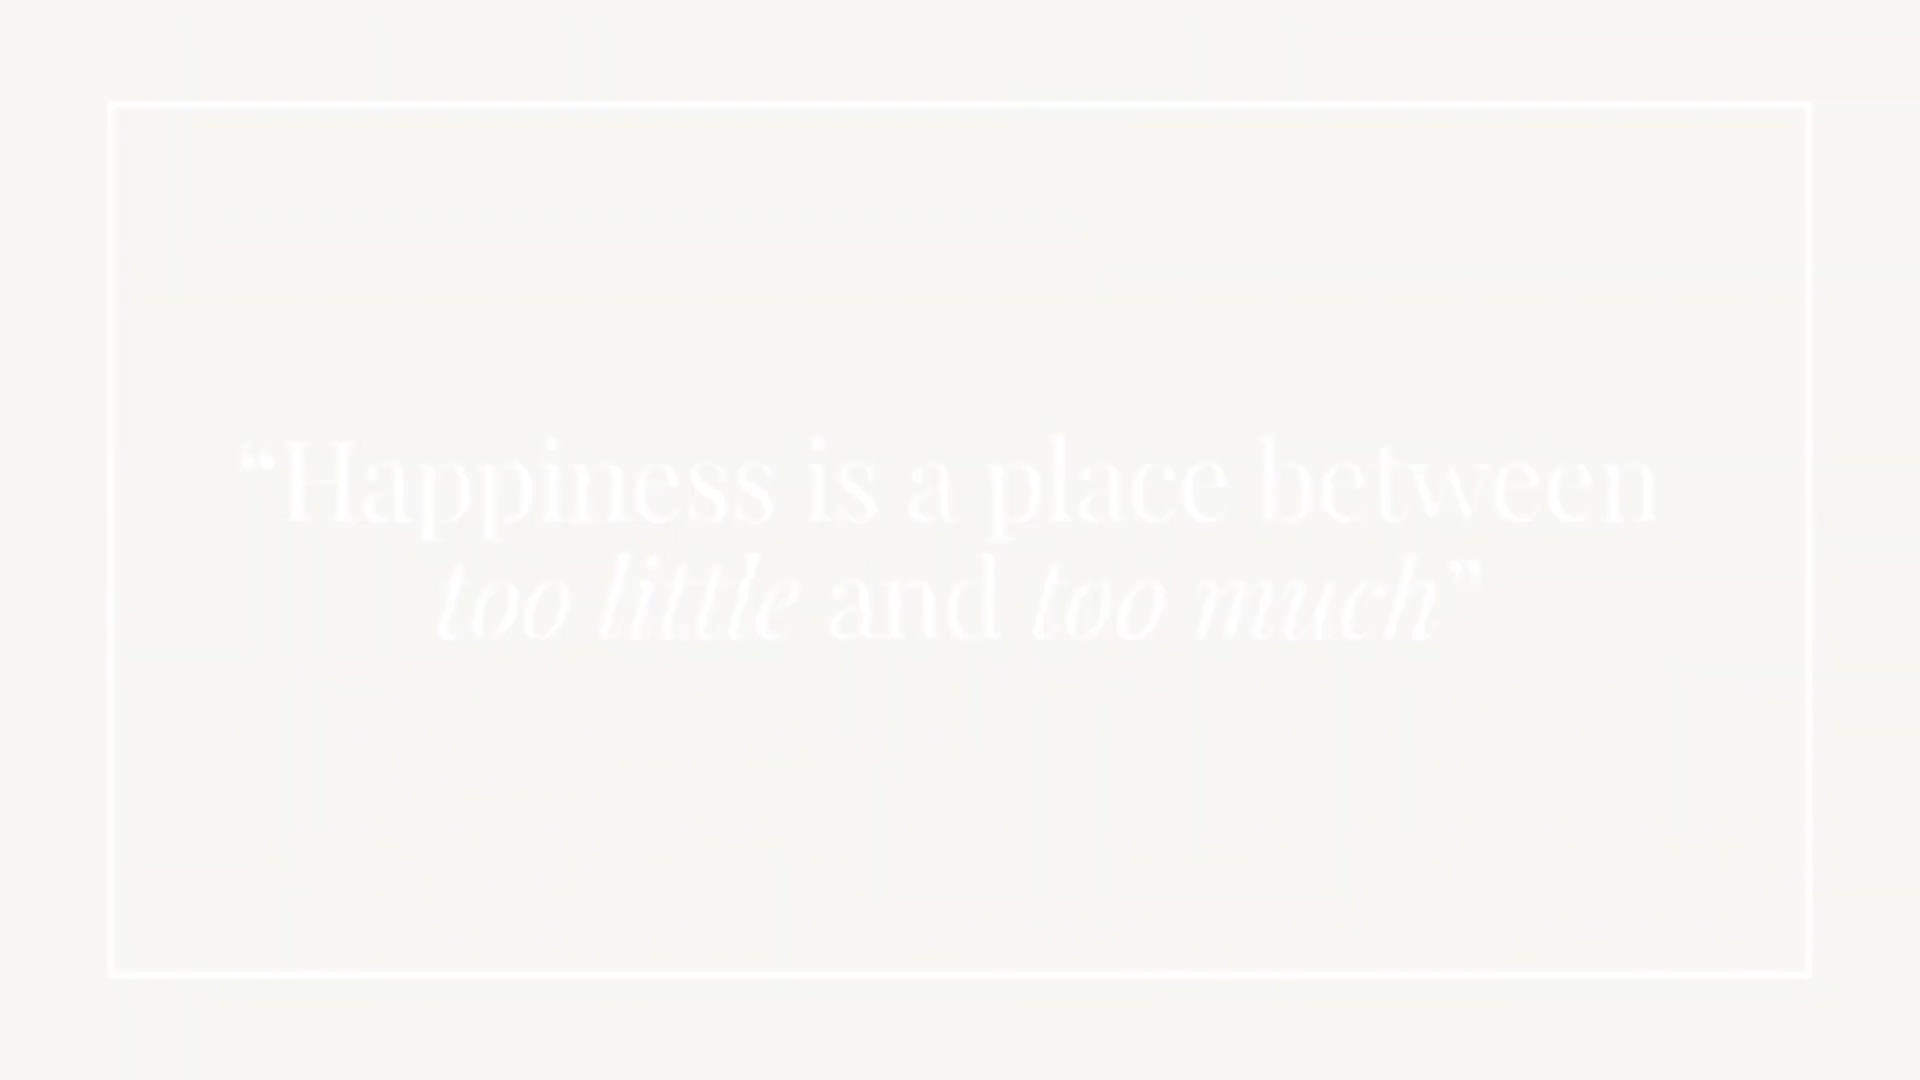 “Happiness is a place between
too little and too much”